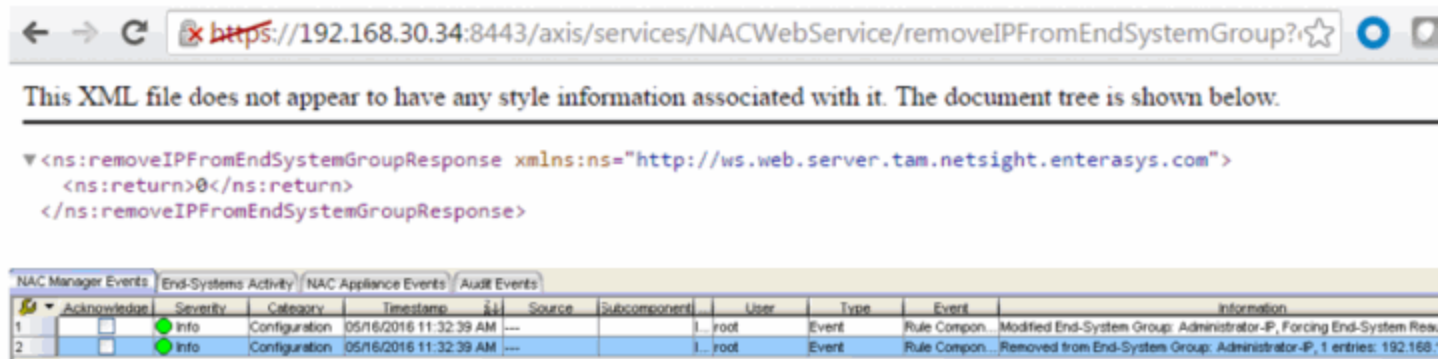 https://192.168.30.34:8443/axis/services/NACWebService/removeIPFromEndSystemGroup?
This XML file does not appear to have any style information associated with it. The document tree is shown below.
▼<ns:removeIPFromEndSystemGroupResponse xmlns:ns="http://ws.web.server.tam.netsight.enterasys.com">
<ns:return>0</ns:return>
</ns:removeIPFromEndSystemGroupResponse>
NAC Manager Events End-Systems Activity NAC Appliance Events Audit Events
Acknowledge Severity Category Timestamp Source Subcomponent ... User Type Event Information
1 Info Configuration 05/16/2016 11:32:39 AM --- I... root Event Rule Compon... Modified End-System Group: Administrator-IP, Forcing End-System
2 Info Configuration 05/16/2016 11:32:39 AM --- I... root Event Rule Compon... Removed from End-System Group: Administrator-IP, 1 entries: 192.168.